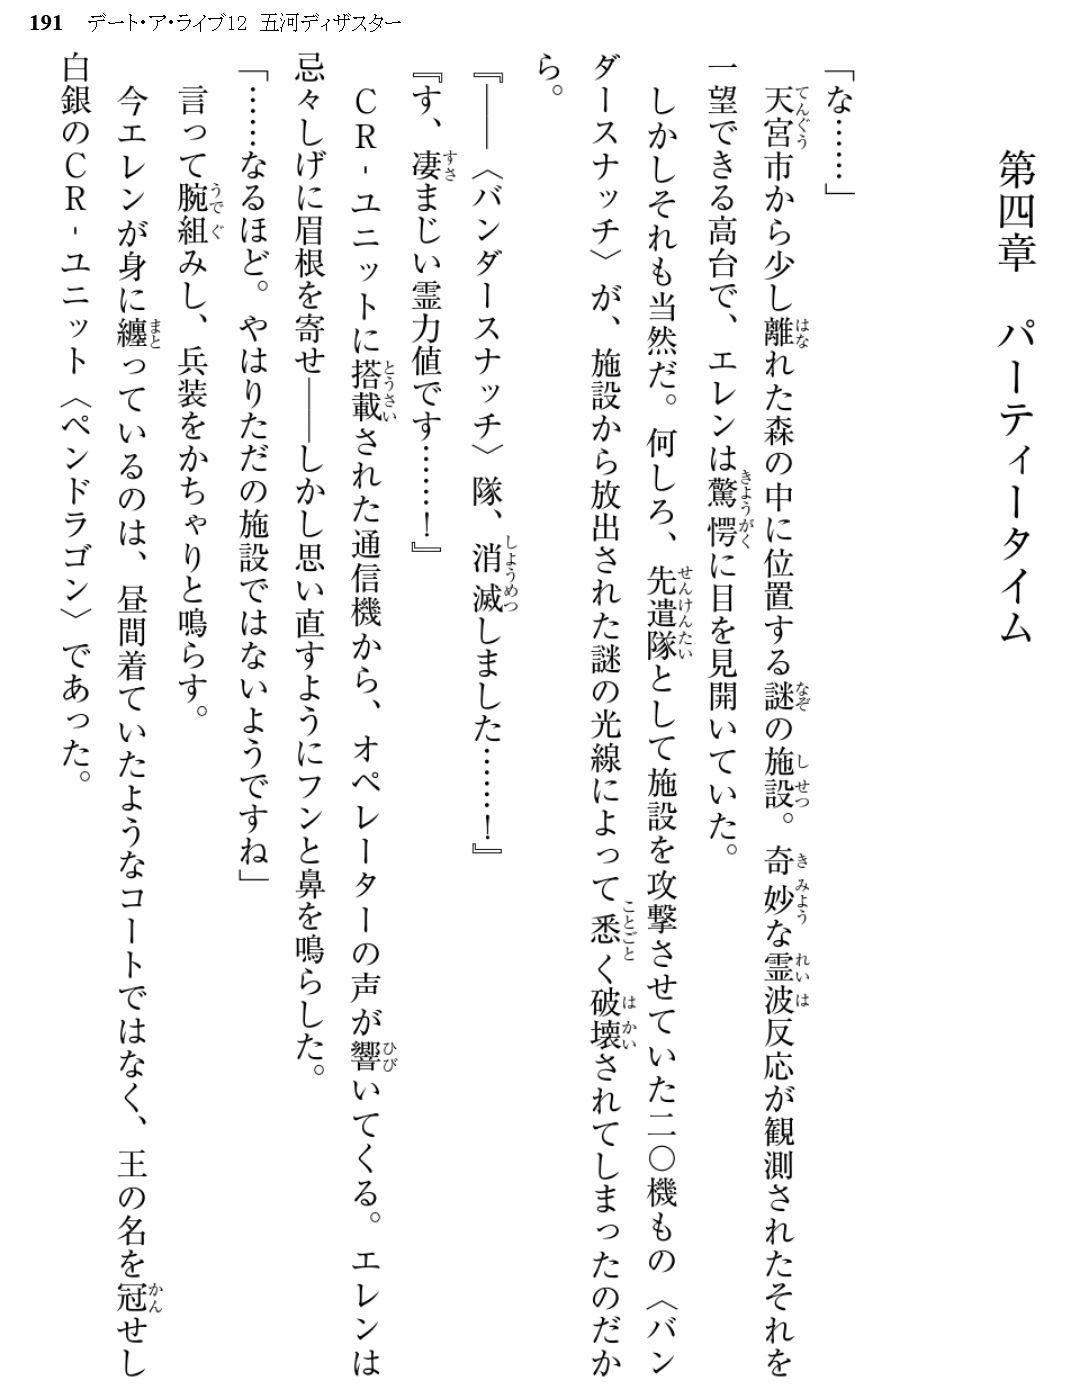 191 デート・ア・ライブ12 五河ディザスター
第四章　パーティータイム
「な……」
　天宮市から少し離れた森の中に位置する謎の施設。奇妙な霊波反応が観測されたそれを
一望できる高台で、エレンは驚愕に目を見開いていた。
　しかしそれも当然だ。何しろ、先遣隊として施設を攻撃させていた二〇機もの〈バン
ダースナッチ〉が、施設から放出された謎の光線によって悉く破壊されてしまったのだか
ら。
『――〈バンダースナッチ〉隊、消滅しました……！』
『す、凄まじい霊力値です……！』
　ＣＲ-ユニットに搭載された通信機から、オペレーターの声が響いてくる。エレンは
忌々しげに眉根を寄せ――しかし思い直すようにフンと鼻を鳴らした。
「……なるほど。やはりただの施設ではないようですね」
　言って腕組みし、兵装をかちゃりと鳴らす。
　今エレンが身に纏っているのは、昼間着ていたようなコートではなく、王の名を冠せし
白銀のＣＲ-ユニット〈ペンドラゴン〉であった。